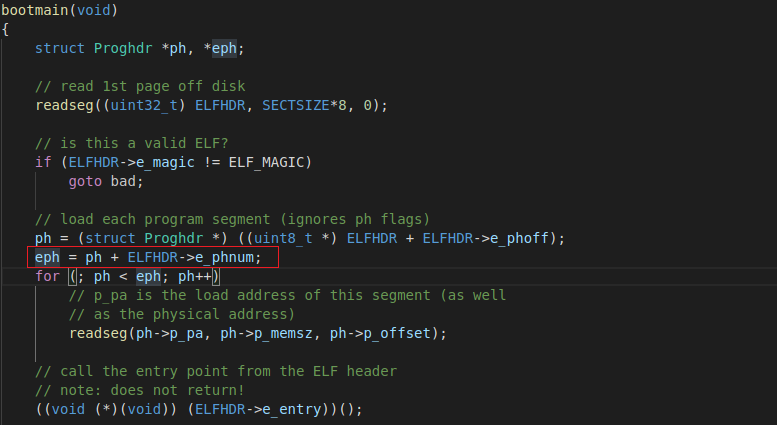 bootmain(void)
{
    struct Proghdr *ph, *eph;
    // read 1st page off disk
    readseg((uint32_t) ELFHDR, SECTSIZE*8, 0);
    // is this a valid ELF?
    if (ELFHDR->e_magic != ELF_MAGIC)
        goto bad;
    // load each program segment (ignores ph flags)
    ph = (struct Proghdr *) ((uint8_t *) ELFHDR + ELFHDR->e_phoff);
    eph = ph + ELFHDR->e_phnum;
    for (; ph < eph; ph++)
        // p_pa is the load address of this segment (as well
        // as the physical address)
        readseg(ph->p_pa, ph->p_memsz, ph->p_offset);
    // call the entry point from the ELF header
    // note: does not return!
    ((void (*)(void)) (ELFHDR->e_entry))();